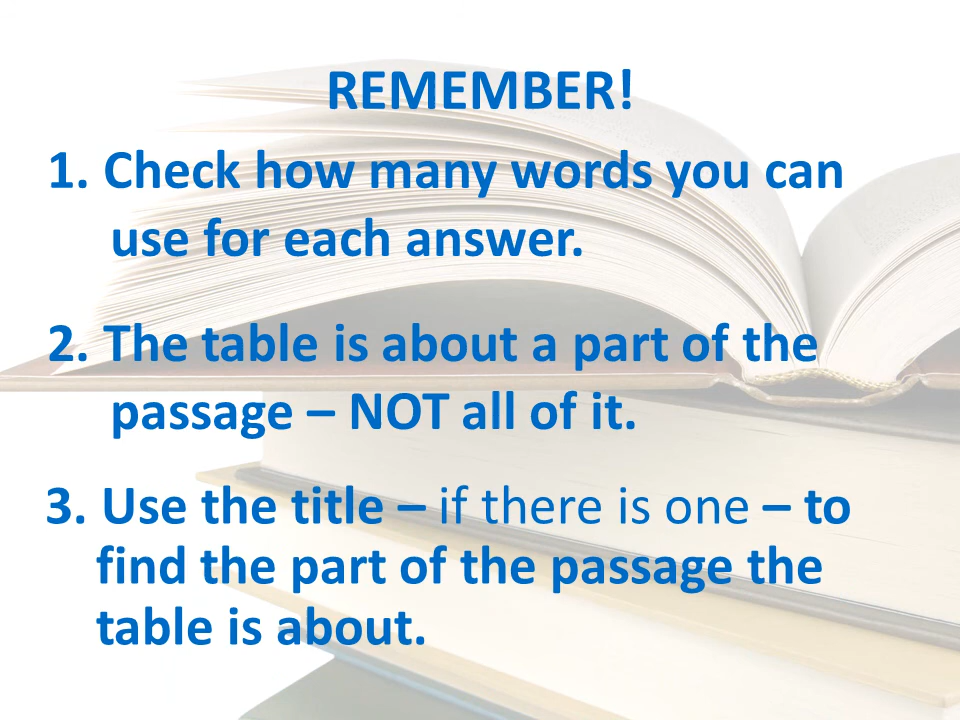 REMEMBER!
1. Check how many words you can
use for each answer.
2. The table is about a part of the
passage – NOT all of it.
3. Use the title – if there is one – to
find the part of the passage the
table is about.